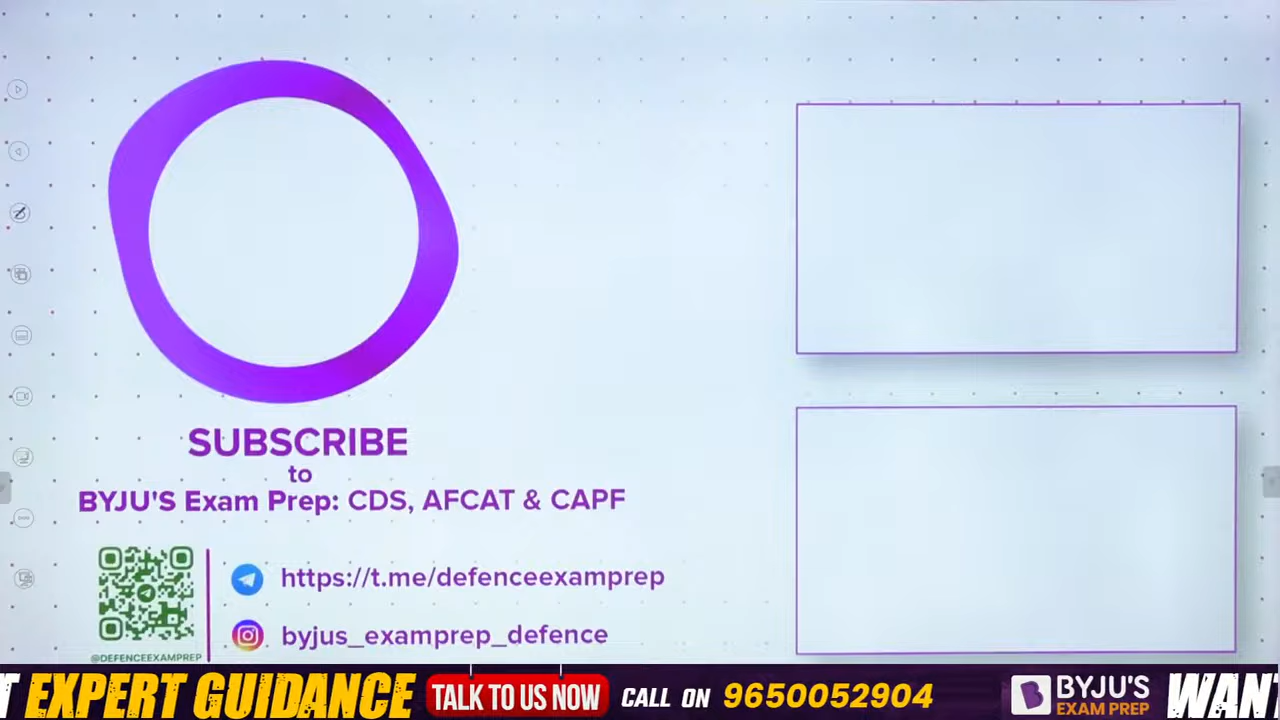 SUBSCRIBE
to
BYJU'S Exam Prep: CDS, AFCAT & CAPF
https://t.me/defenceexamprep
byjus_examprep_defence
@DEFENCEEXAMPREP
EXPERT GUIDANCE
TALK TO US NOW
CALL ON 9650052904
BYJU'S
EXAM PREP